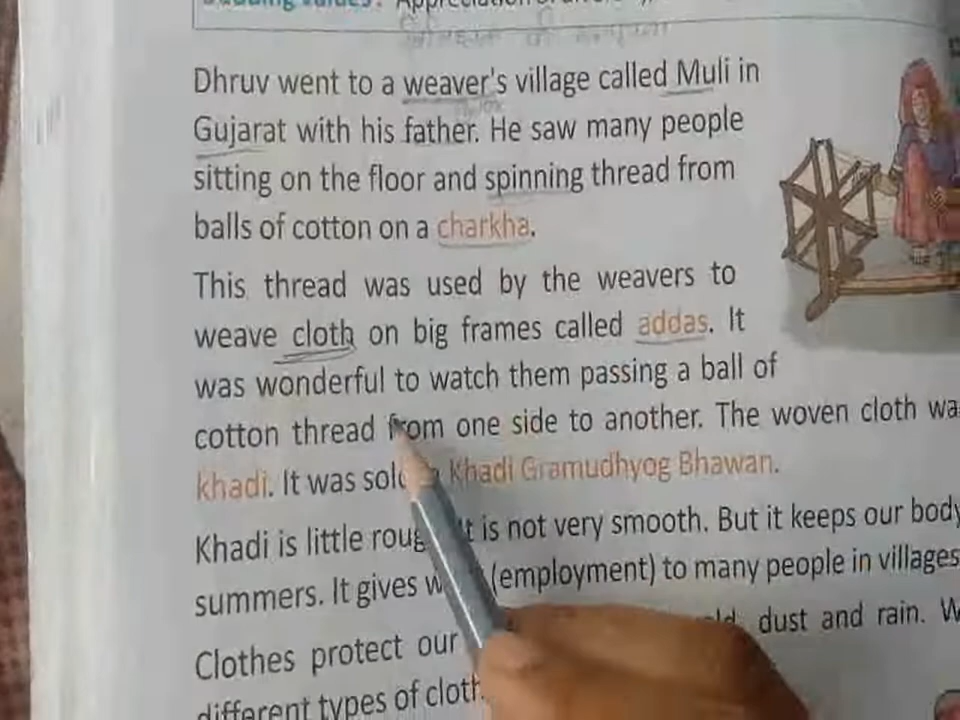 Dhruv went to a weaver's village called Muli in
Gujarat with his father. He saw many people
sitting on the floor and spinning thread from
balls of cotton on a charkha.
This thread was used by the weavers to
weave cloth on big frames called addas. It
was wonderful to watch them passing a ball of
cotton thread from one side to another. The woven cloth
khadi. It was Khadi Gramudhyog Bhawan.
Khadi is little is not very smooth. But it keeps our body
summers. It gives (employment) to many people in villages
Clothes protect our dust and rain.
different types of